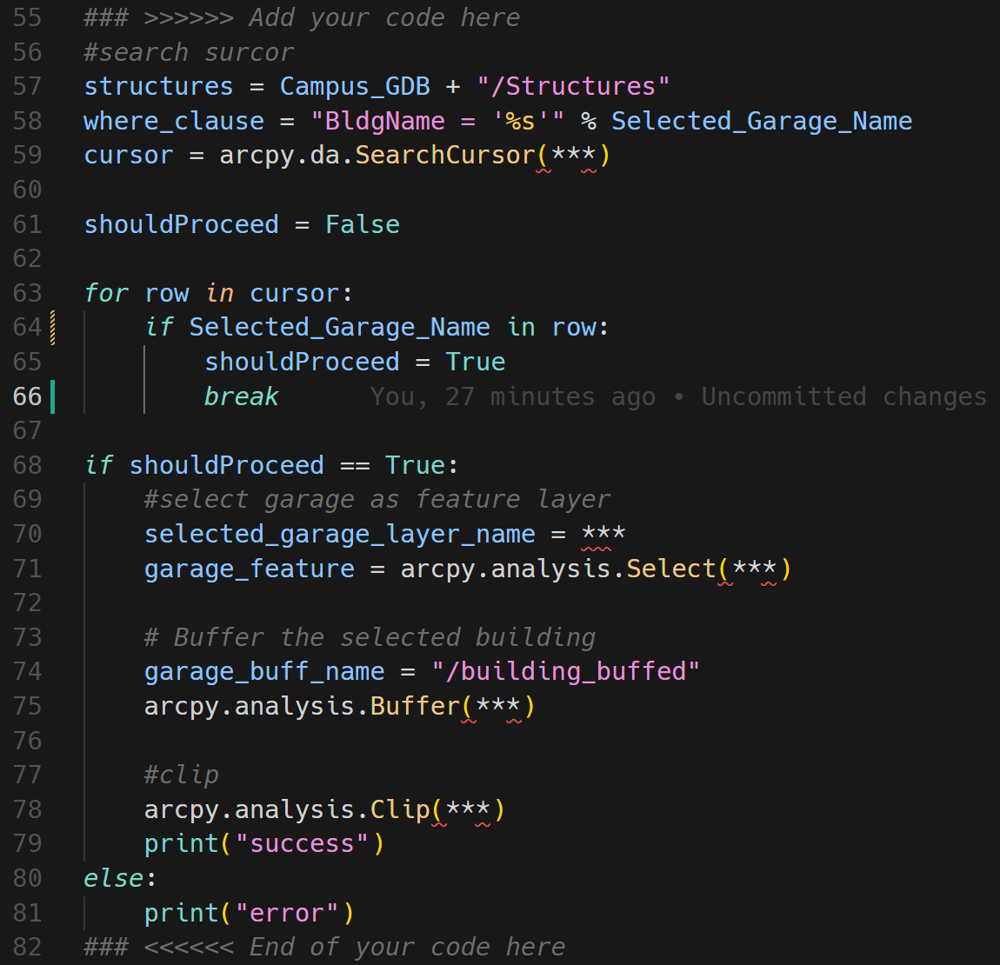 55 ### >>>>>> Add your code here
56 #search surcor
57 structures = Campus_GDB + "/Structures"
58 where_clause = "BldgName = '%s'" % Selected_Garage_Name
59 cursor = arcpy.da.SearchCursor(***)
60
61 shouldProceed = False
62
63 for row in cursor:
64     if Selected_Garage_Name in row:
65         shouldProceed = True
66         break      You, 27 minutes ago • Uncommitted changes
67
68 if shouldProceed == True:
69     #select garage as feature layer
70     selected_garage_layer_name = ***
71     garage_feature = arcpy.analysis.Select(***)
72
73     # Buffer the selected building
74     garage_buff_name = "/building_buffed"
75     arcpy.analysis.Buffer(***)
76
77     #clip
78     arcpy.analysis.Clip(***)
79     print("success")
80 else:
81     print("error")
82 ### <<<<<< End of your code here